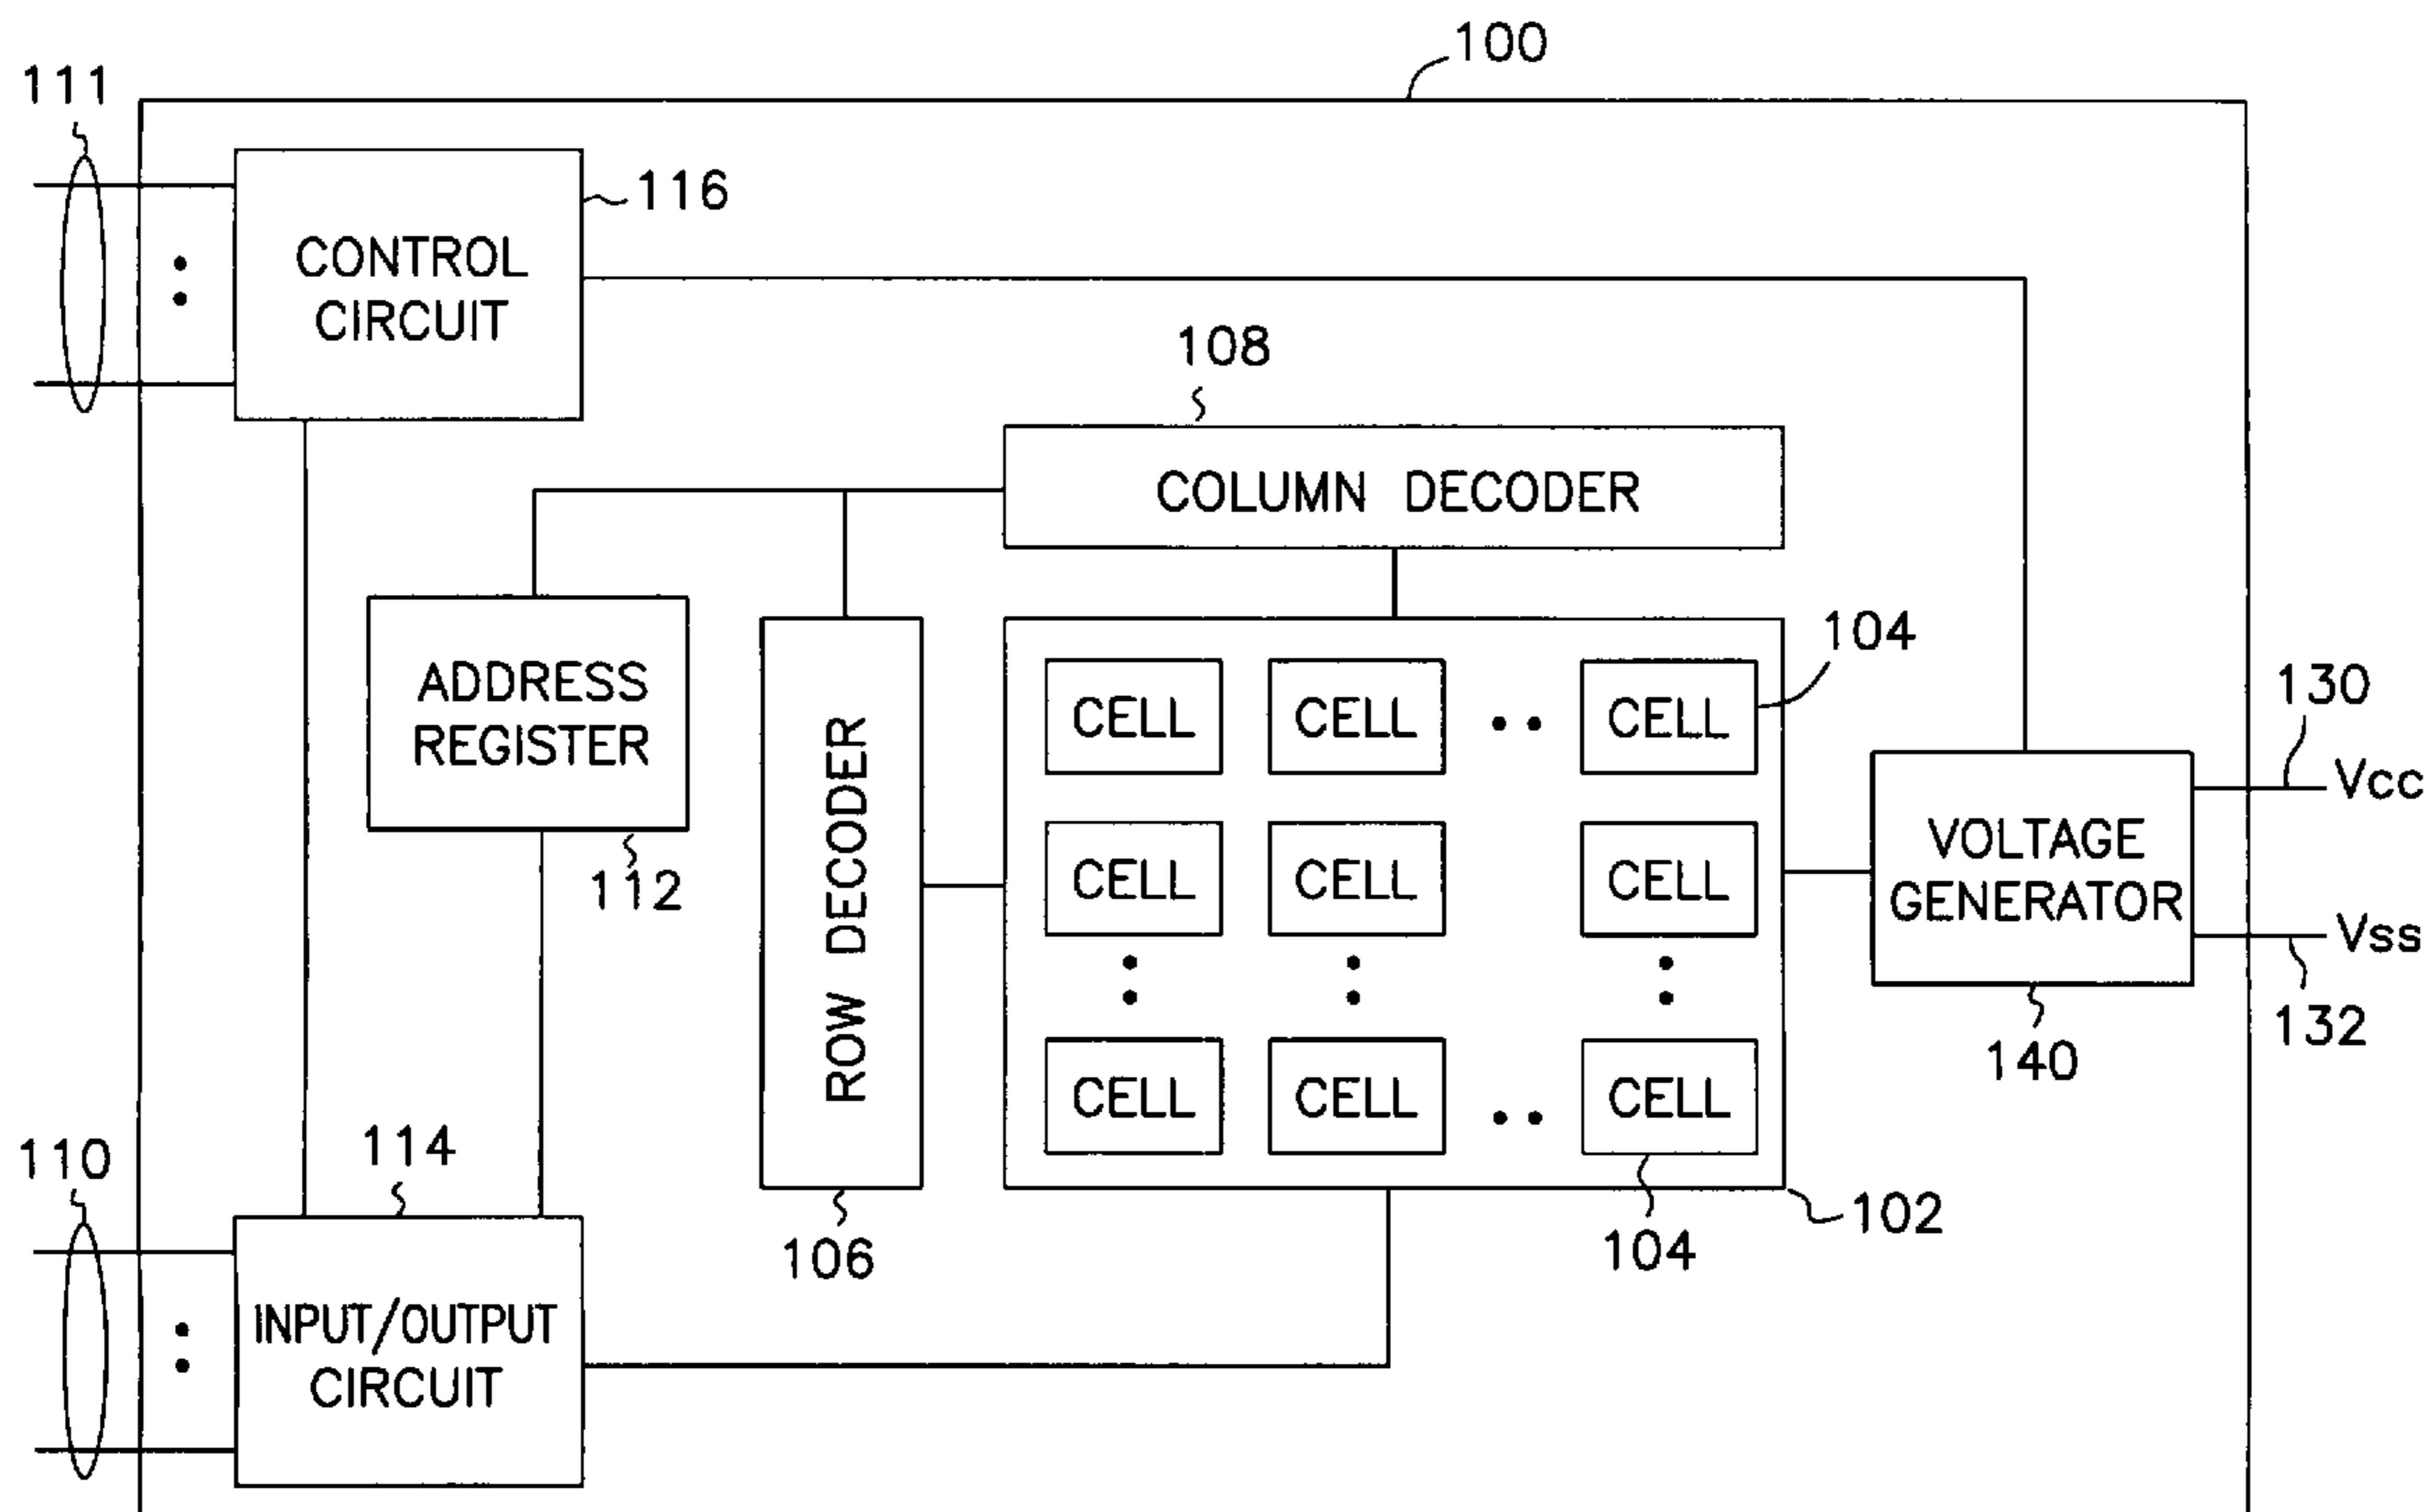 100
111
116
CONTROL
CIRCUIT
108
COLUMN DECODER
104
ADDRESS
REGISTER
112
ROW DECODER
CELL CELL CELL
CELL CELL CELL
CELL CELL CELL
130
Vcc
VOLTAGE
GENERATOR
Vss
132
140
110
114
106
104
102
INPUT/OUTPUT
CIRCUIT